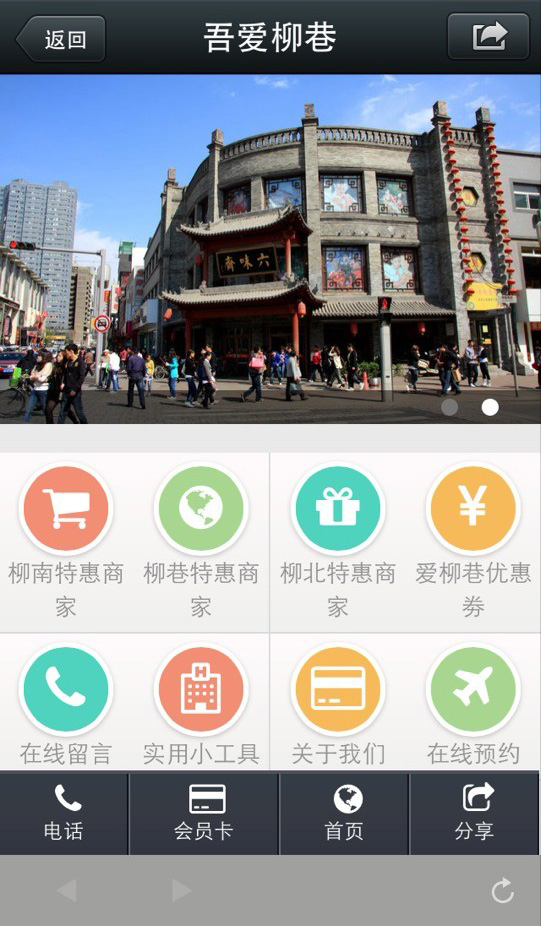 返回
吾爱柳巷
六味齋
柳南特惠商家
柳巷特惠商家
柳北特惠商家
爱柳巷优惠劵
在线留言
实用小工具
关于我们
在线预约
电话
会员卡
首页
分享